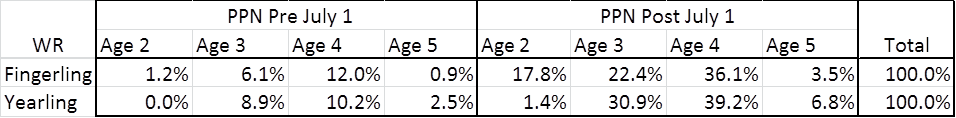 PPN Pre July 1 PPN Post July 1
WR Age 2 Age 3 Age 4 Age 5 Age 2 Age 3 Age 4 Age 5 Total
Fingerling 1.2% 6.1% 12.0% 0.9% 17.8% 22.4% 36.1% 3.5% 100.0%
Yearling 0.0% 8.9% 10.2% 2.5% 1.4% 30.9% 39.2% 6.8% 100.0%